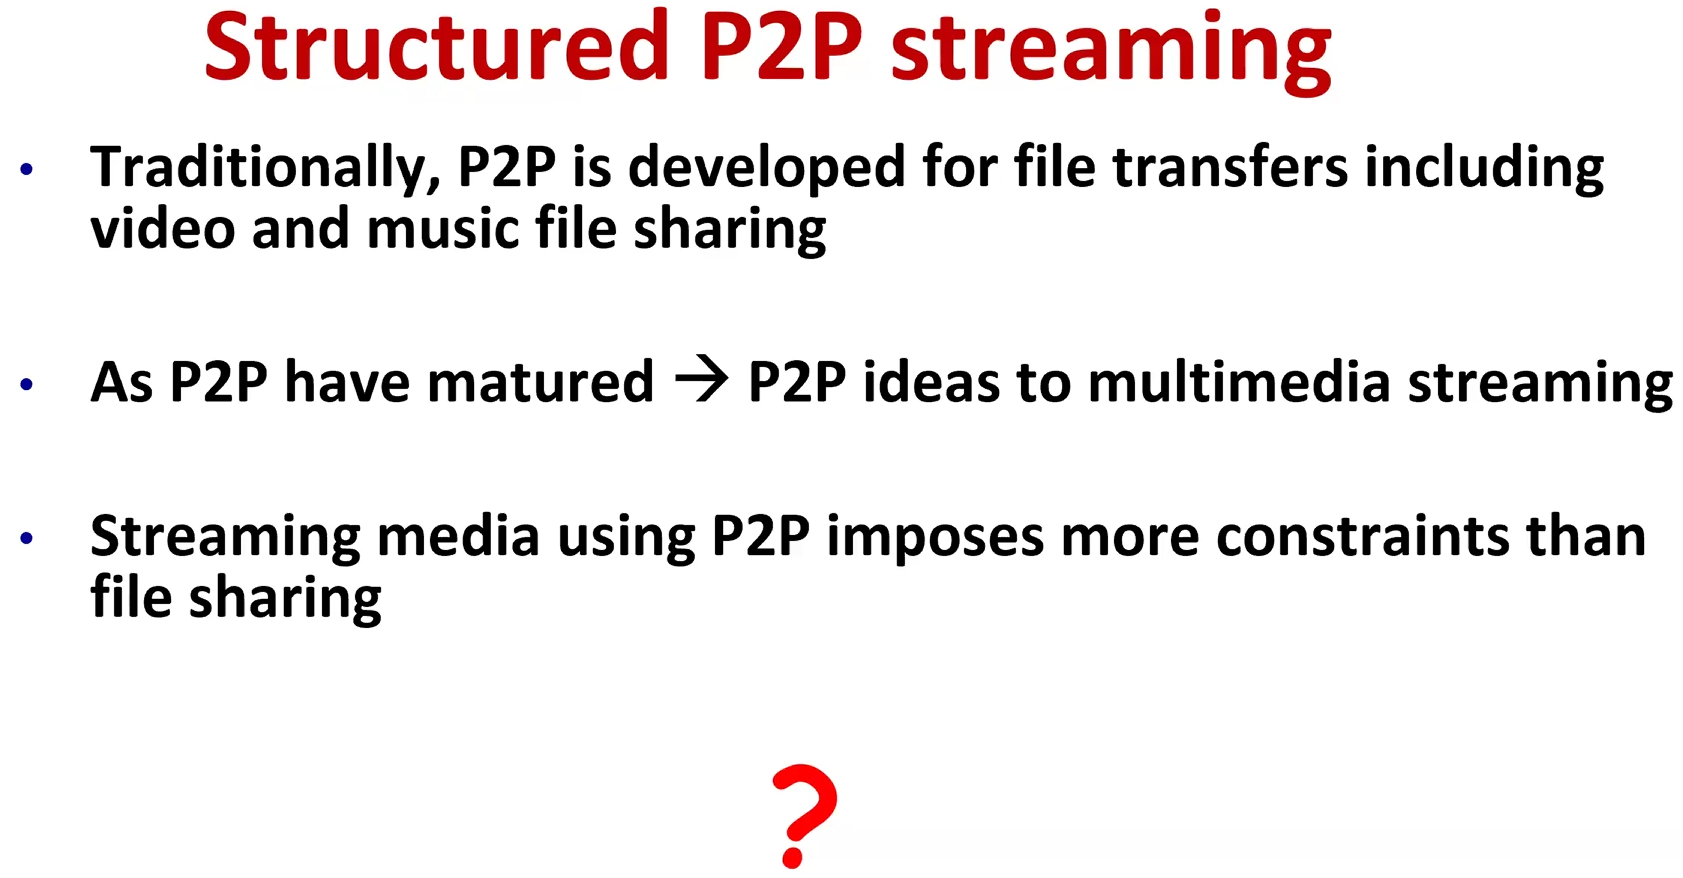 Structured P2P streaming
• Traditionally, P2P is developed for file transfers including
video and music file sharing
• As P2P have matured → P2P ideas to multimedia streaming
• Streaming media using P2P imposes more constraints than
file sharing
?